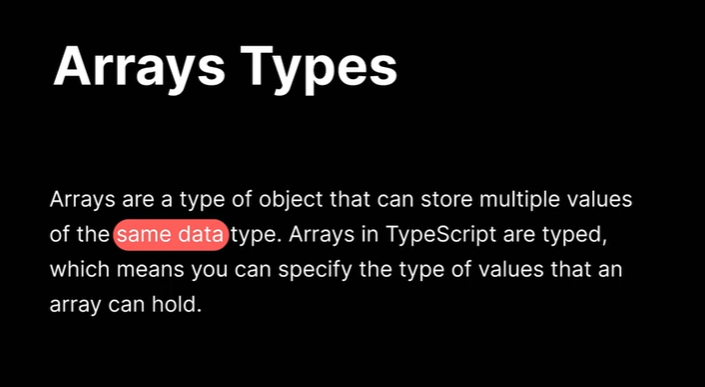 Arrays Types
Arrays are a type of object that can store multiple values
of the same data type. Arrays in TypeScript are typed,
which means you can specify the type of values that an
array can hold.